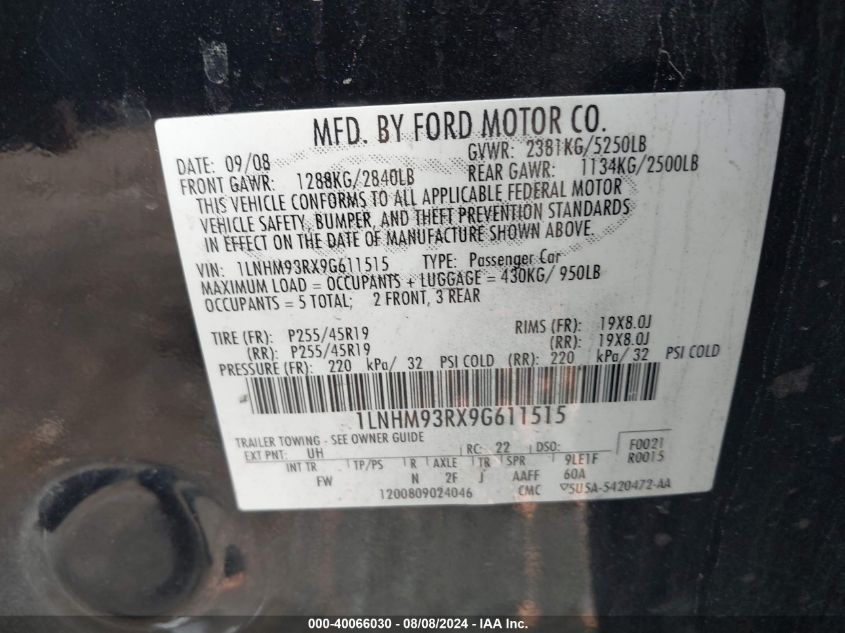 MFD. BY FORD MOTOR CO.
DATE: 09/08 GVWR: 2381KG/5250LB
FRONT GAWR: 1288KG/2840LB REAR GAWR: 1134KG/2500LB
THIS VEHICLE CONFORMS TO ALL APPLICABLE FEDERAL MOTOR
VEHICLE SAFETY, BUMPER, AND THEFT PREVENTION STANDARDS
IN EFFECT ON THE DATE OF MANUFACTURE SHOWN ABOVE.
VIN: 1LNHM93RX9G611515 TYPE: Passenger Car
MAXIMUM LOAD = OCCUPANTS + LUGGAGE = 430KG/ 950LB
OCCUPANTS = 5 TOTAL; 2 FRONT, 3 REAR
TIRE (FR): P255/45R19 RIMS (FR): 19X8.0J
(RR): P255/45R19 (RR): 19X8.0J
PRESSURE (FR): 220 kPa/ 32 PSI COLD (RR): 220 kPa/ 32 PSI COLD
1LNHM93RX9G611515
TRAILER TOWING - SEE OWNER GUIDE
EXT PNT: UH RC: 22 DSO: F0021
INT TR TP/PS R AXLE TR SPR 9LE1F R0015
FW N 2F J AAFF 60A
1200809024046 CMC ▽5U5A-5420472-AA
000-40066030 - 08/08/2024 - IAA Inc.